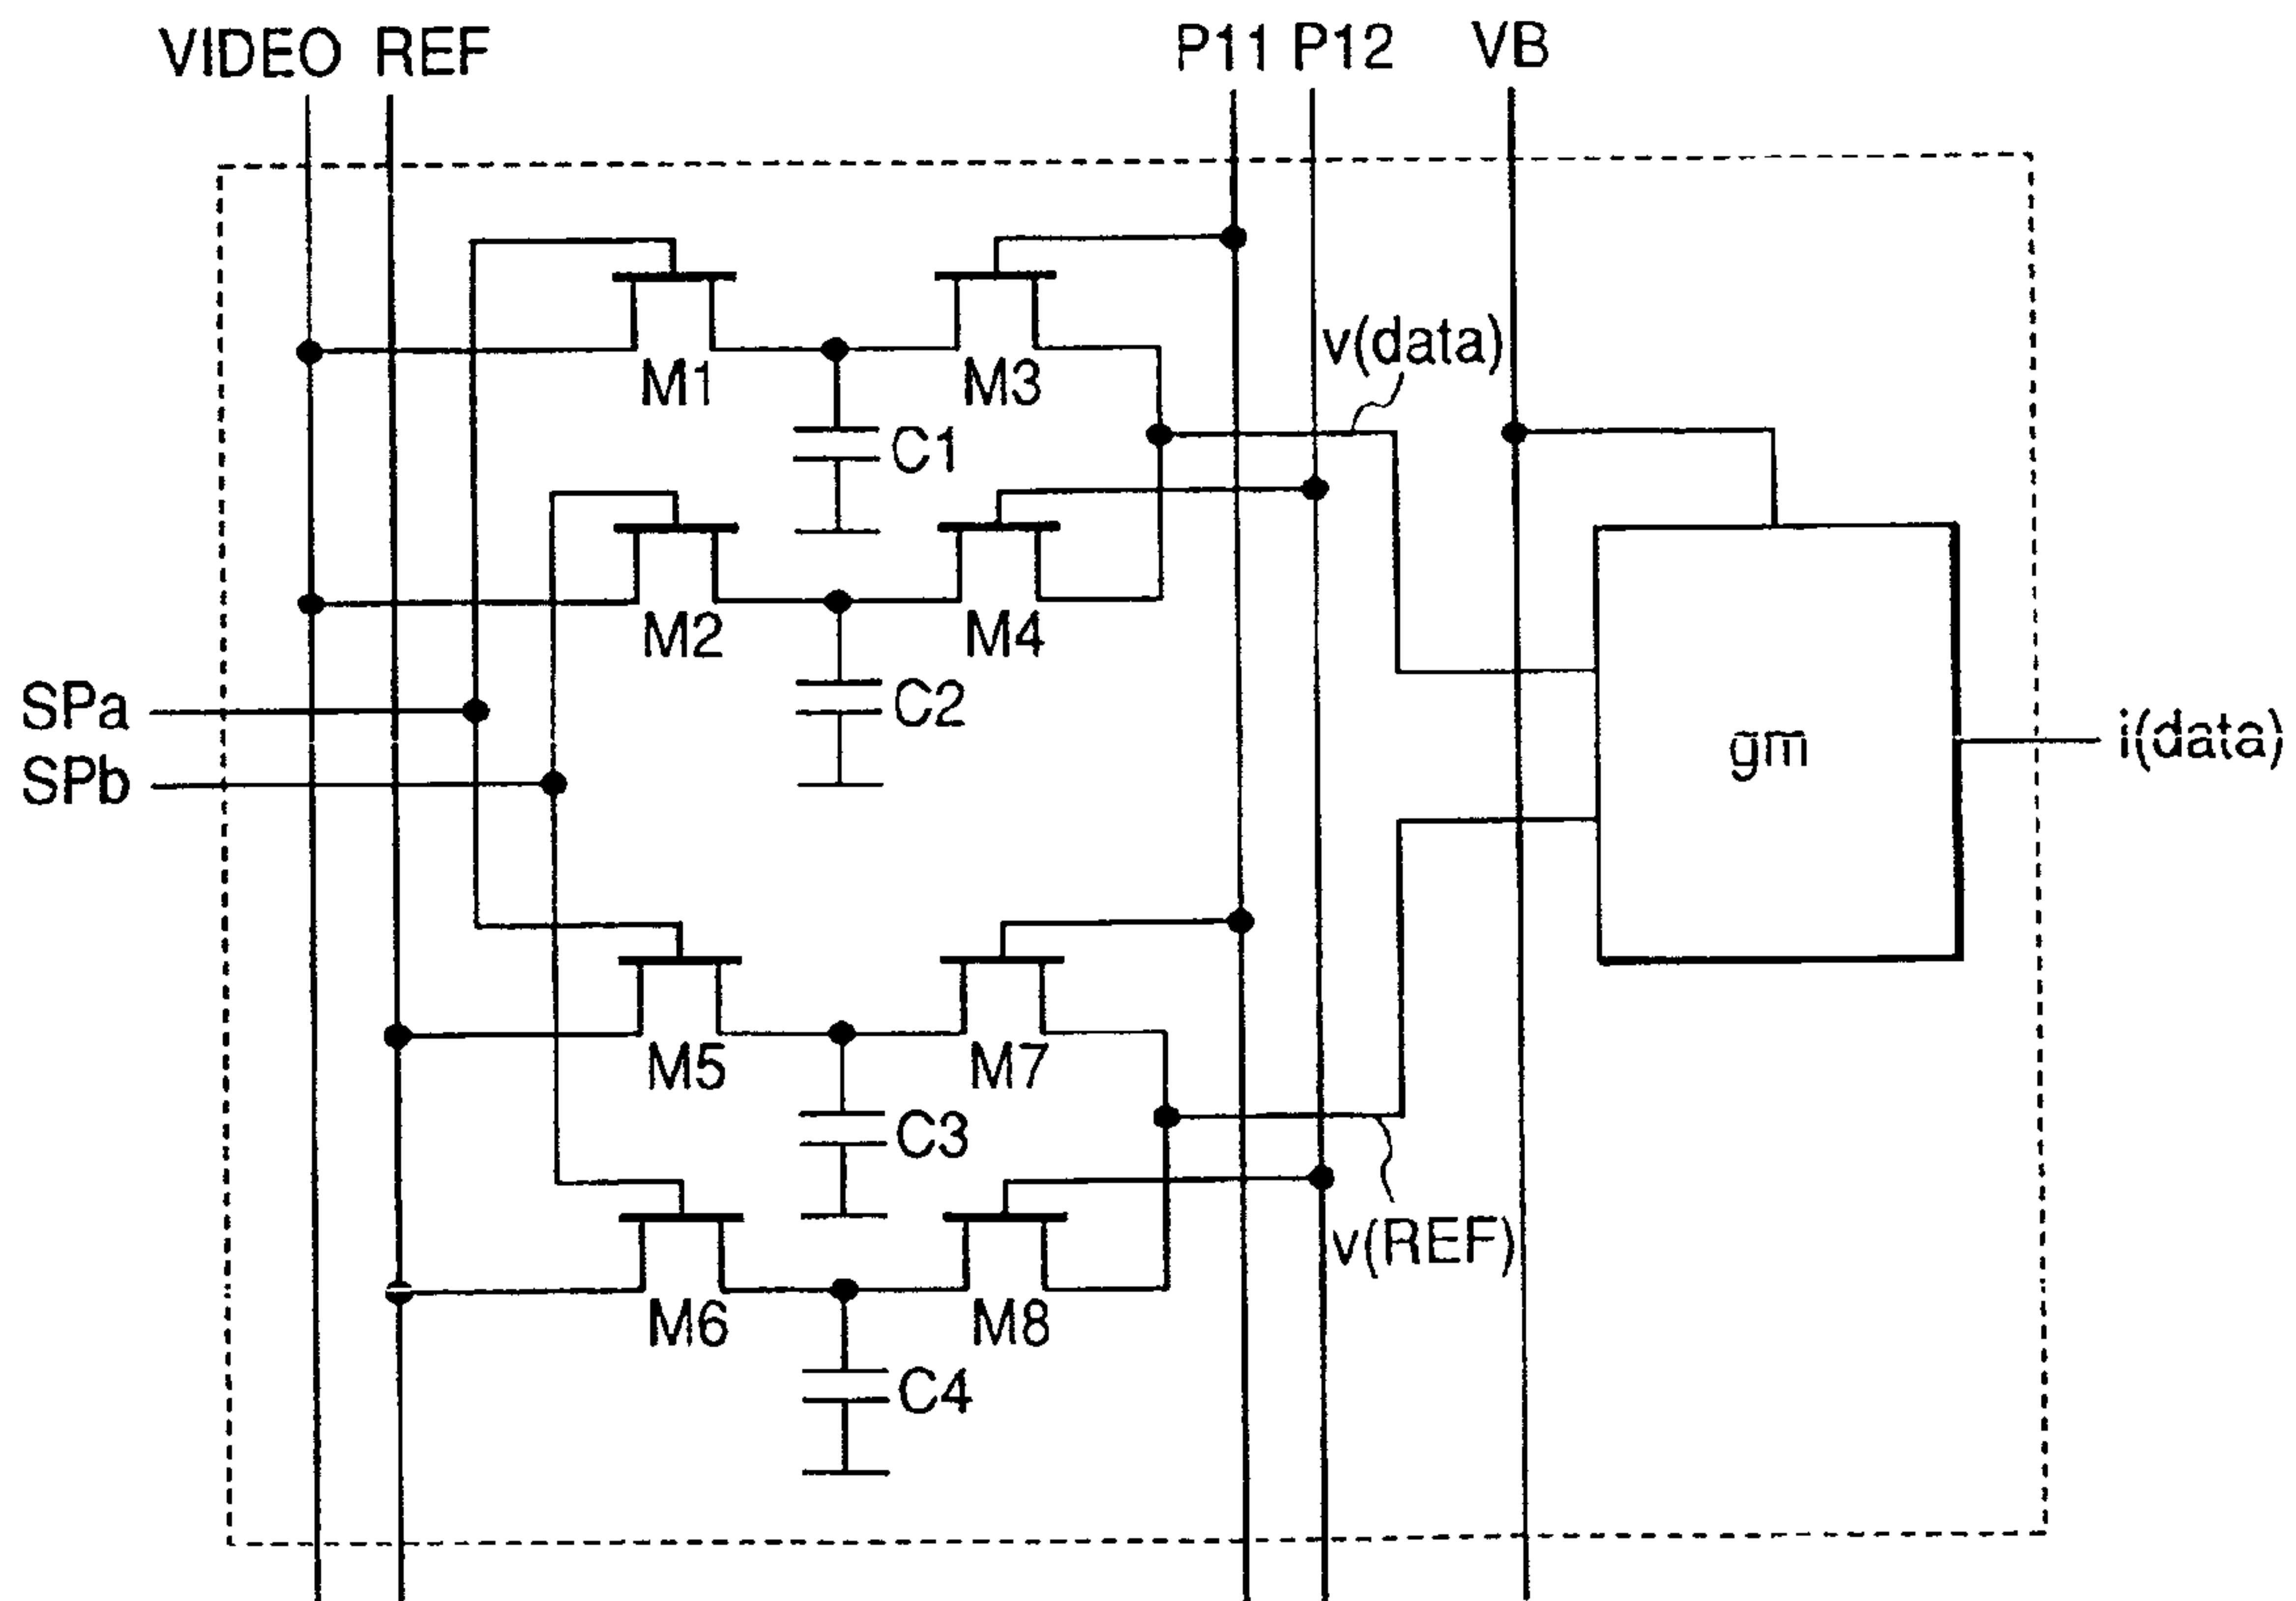 VIDEO REF P11 P12 VB
M1 M3 v(data)
C1
M2 M4
SPa C2
gm i(data)
SPb
M5 M7
C3
v(REF)
M6 M8
C4